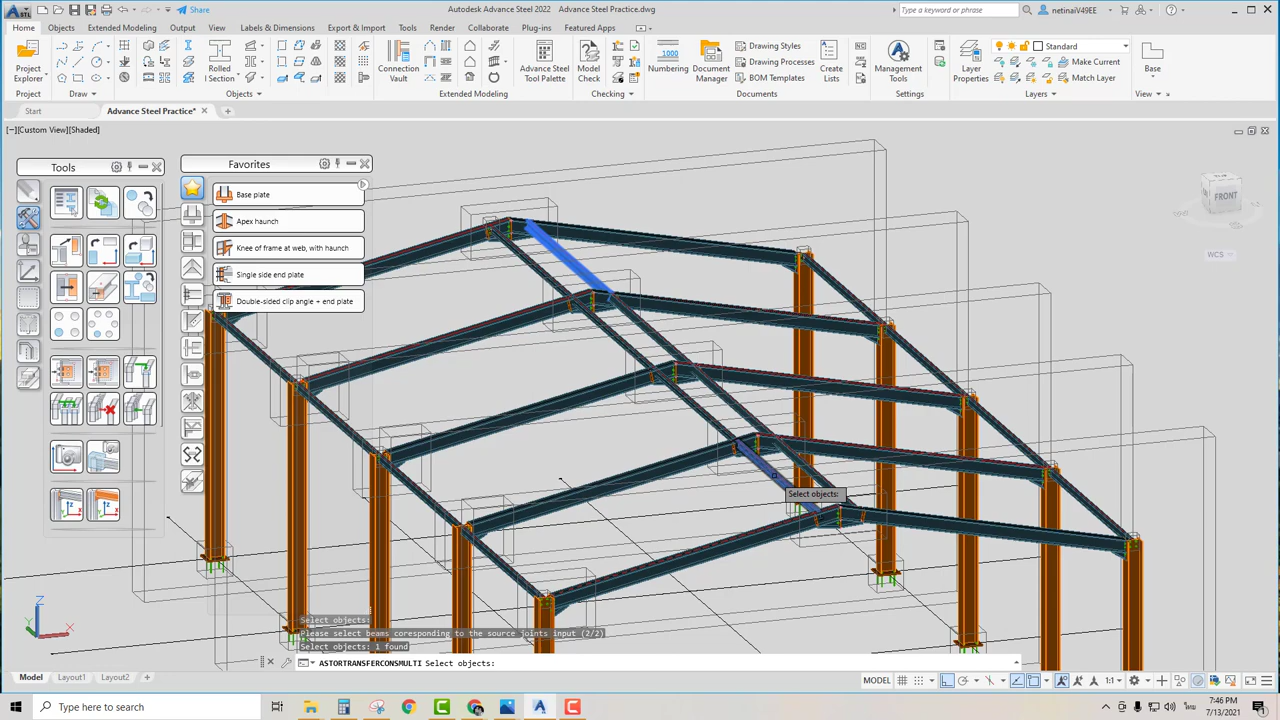 Share
Autodesk Advance Steel 2022 Advance Steel Practice.dwg
Type a keyword or phrase
netinaiV49EE
Home Objects Extended Modeling Output View Labels & Dimensions Export & Import Tools Render Collaborate Plug-ins Featured Apps
Project Explorer
Rolled I Section
Connection Vault
Advance Steel Tool Palette
Model Check
Numbering
Document Manager
Drawing Styles
Drawing Processes
BOM Templates
Create Lists
Management Tools
Layer Properties
Standard
Make Current
Match Layer
Base
Project Draw Objects Extended Modeling Checking Documents Settings Layers View
Start Advance Steel Practice*
[−][Custom View][Shaded]
Tools
Favorites
Base plate
Apex haunch
Knee of frame at web, with haunch
Single side end plate
Double-sided clip angle + end plate
FRONT
WCS
Select objects:
Z
Y
X
Select objects:
Please select beams coresponding to the source joints input (2/2)
Select objects: 1 found
ASTORTRANSFERCONSMULTI Select objects:
Model Layout1 Layout2
MODEL
1:1
Type here to search
7:46 PM
7/13/2021